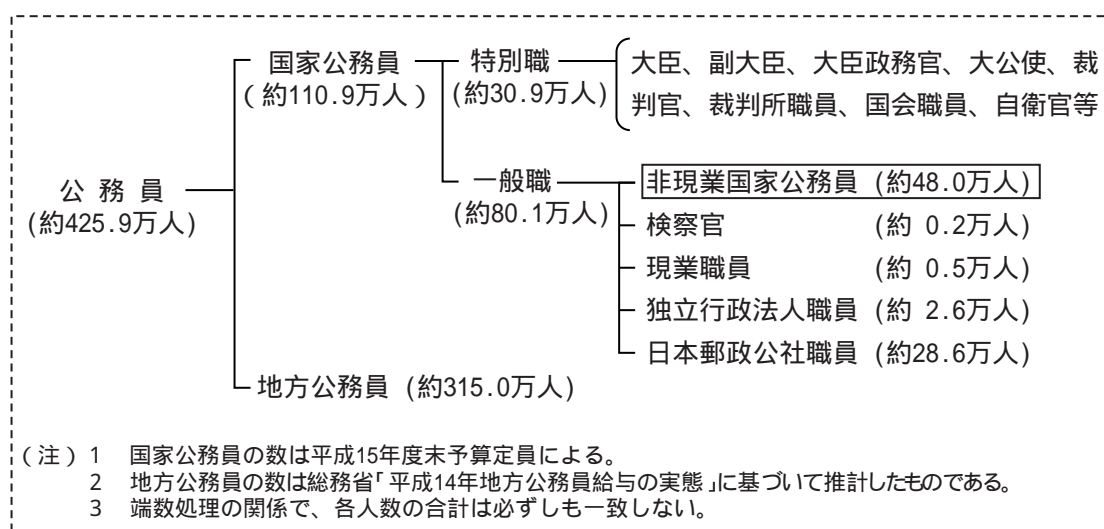 国家公務員
(約110.9万人)
特別職
(約30.9万人)
大臣、副大臣、大臣政務官、大公使、裁
判官、裁判所職員、国会職員、自衛官等
公 務 員
(約425.9万人)
一般職
(約80.1万人)
非現業国家公務員 (約48.0万人)
検察官 (約 0.2万人)
現業職員 (約 0.5万人)
独立行政法人職員 (約 2.6万人)
日本郵政公社職員 (約28.6万人)
地方公務員 (約315.0万人)
(注) 1 国家公務員の数は平成15年度末予算定員による。
2 地方公務員の数は総務省「平成14年地方公務員給与の実態」に基づいて推計したものである。
3 端数処理の関係で、各人数の合計は必ずしも一致しない。